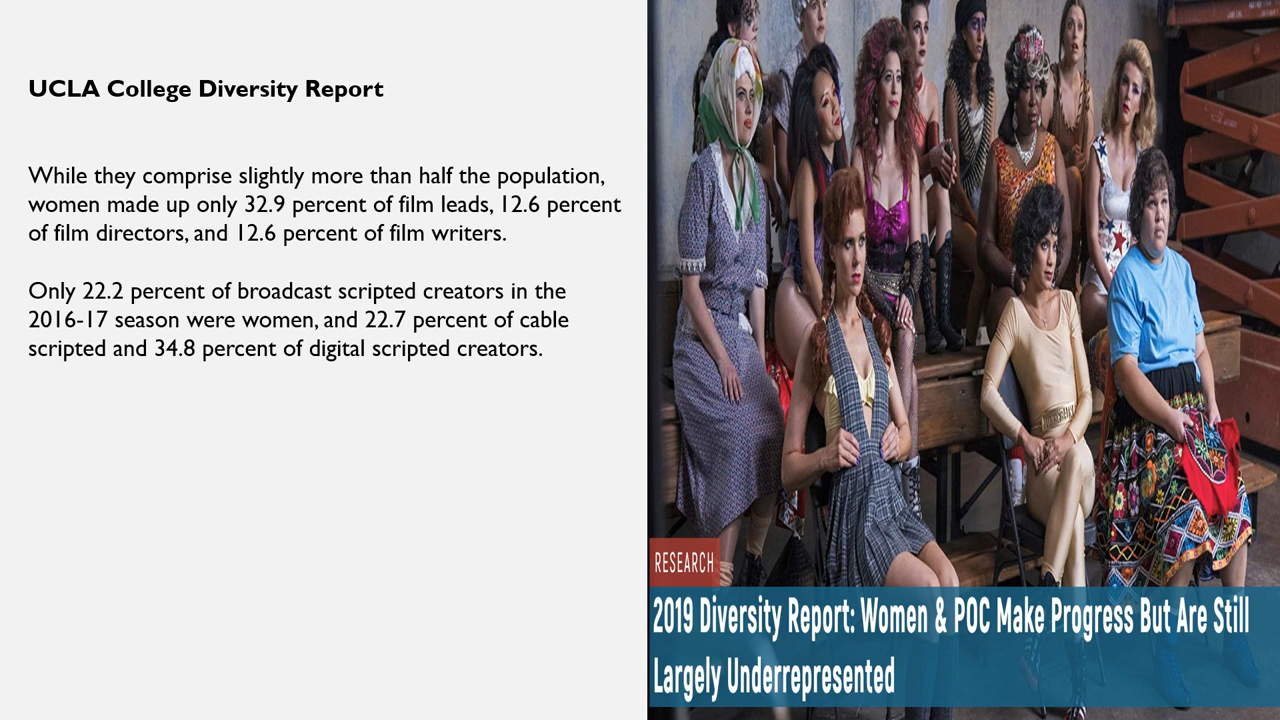 UCLA College Diversity Report
While they comprise slightly more than half the population,
women made up only 32.9 percent of film leads, 12.6 percent
of film directors, and 12.6 percent of film writers.
Only 22.2 percent of broadcast scripted creators in the
2016-17 season were women, and 22.7 percent of cable
scripted and 34.8 percent of digital scripted creators.
RESEARCH
2019 Diversity Report: Women & POC Make Progress But Are Still
Largely Underrepresented